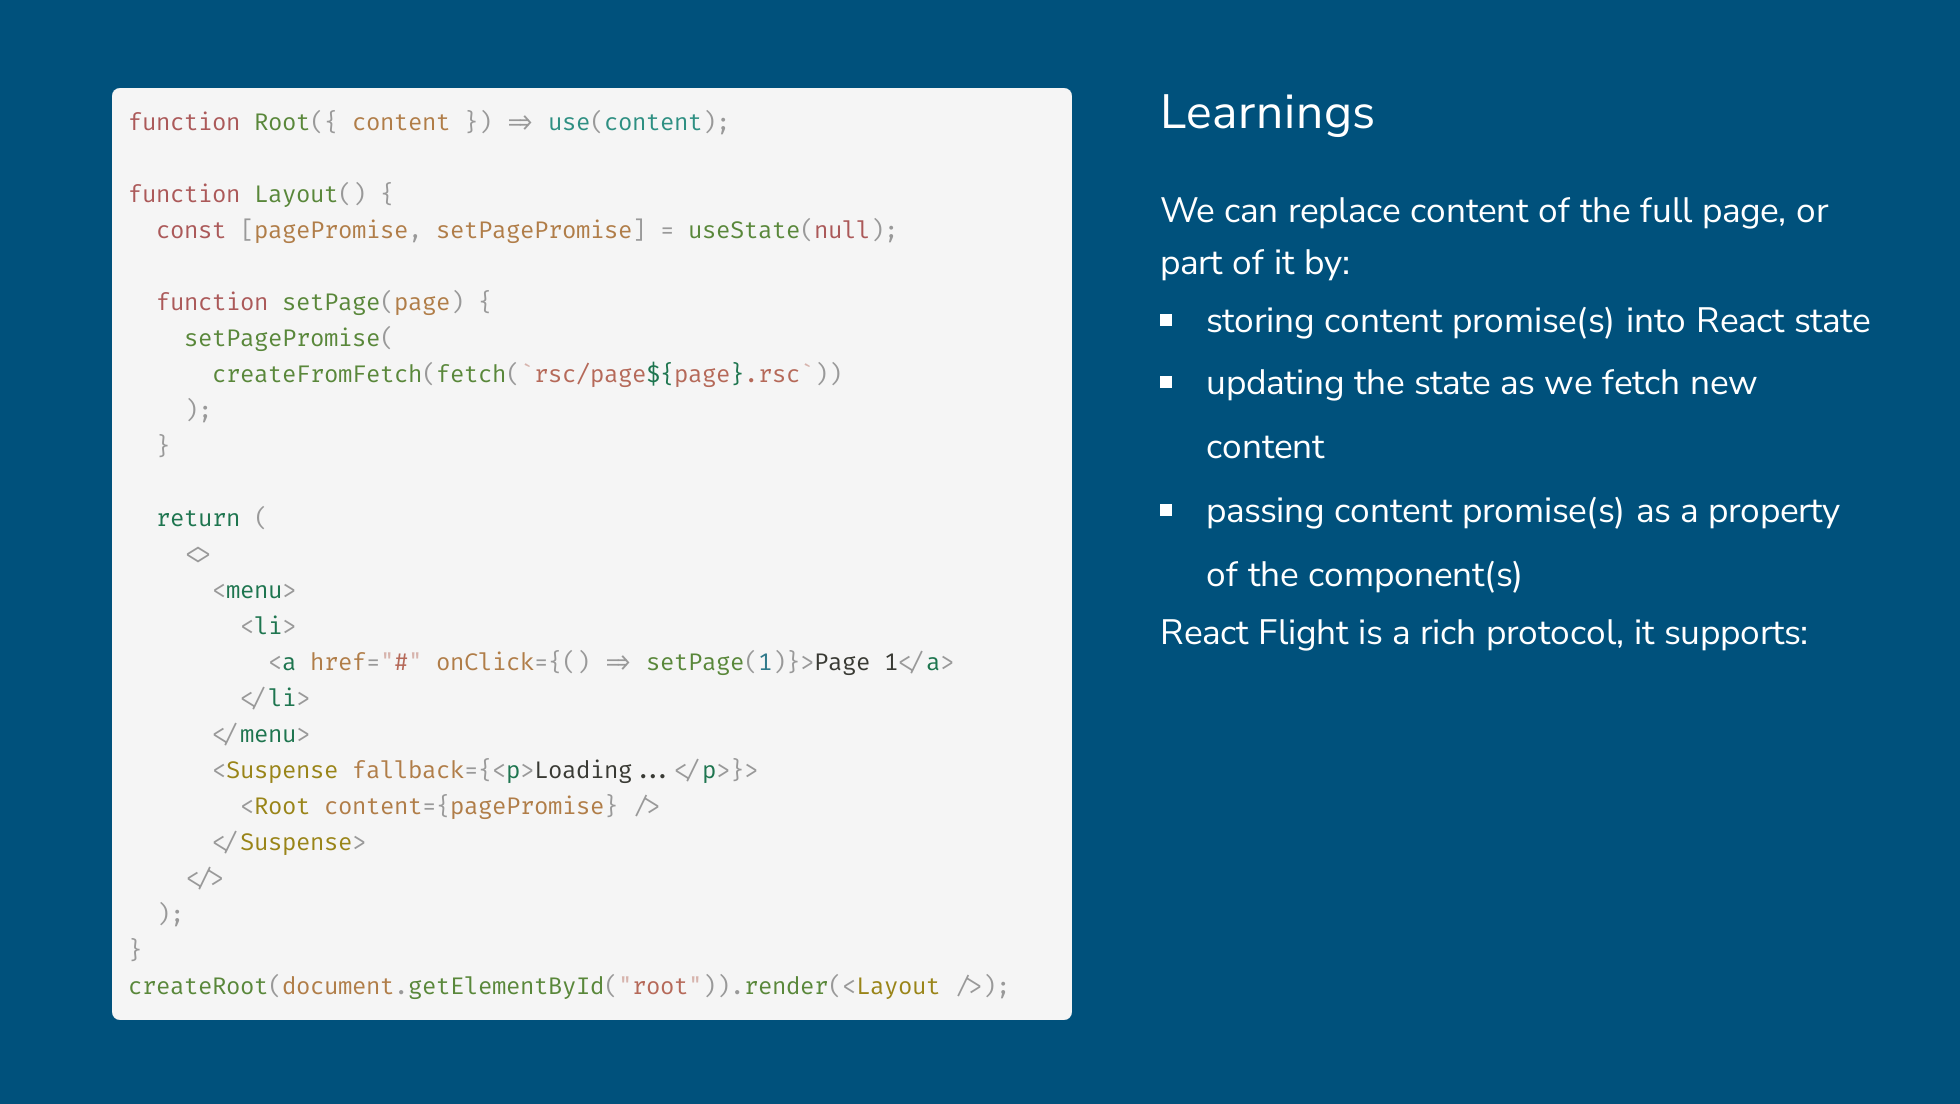 function Root({ content }) => use(content);

function Layout() {
  const [pagePromise, setPagePromise] = useState(null);

  function setPage(page) {
    setPagePromise(
      createFromFetch(fetch(`rsc/page${page}.rsc`))
    );
  }

  return (
    <>
      <menu>
        <li>
          <a href="#" onClick={() => setPage(1)}>Page 1</a>
        </li>
      </menu>
      <Suspense fallback={<p>Loading...</p>}>
        <Root content={pagePromise} />
      </Suspense>
    </>
  );
}
createRoot(document.getElementById("root")).render(<Layout />);
Learnings
We can replace content of the full page, or
part of it by:
▪ storing content promise(s) into React state
▪ updating the state as we fetch new
content
▪ passing content promise(s) as a property
of the component(s)
React Flight is a rich protocol, it supports: